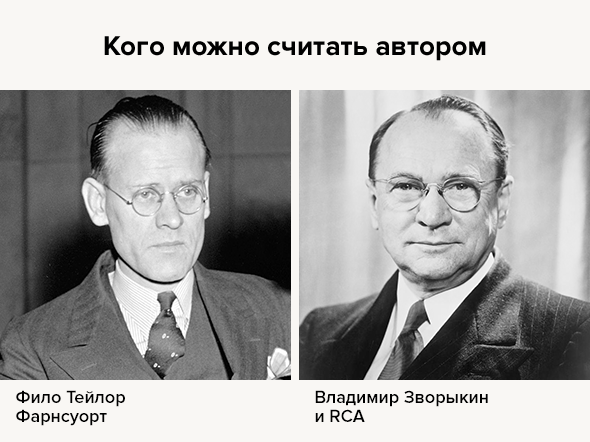 Кого можно считать автором
Фило Тейлор
Фарнсуорт
Владимир Зворыкин
и RCA